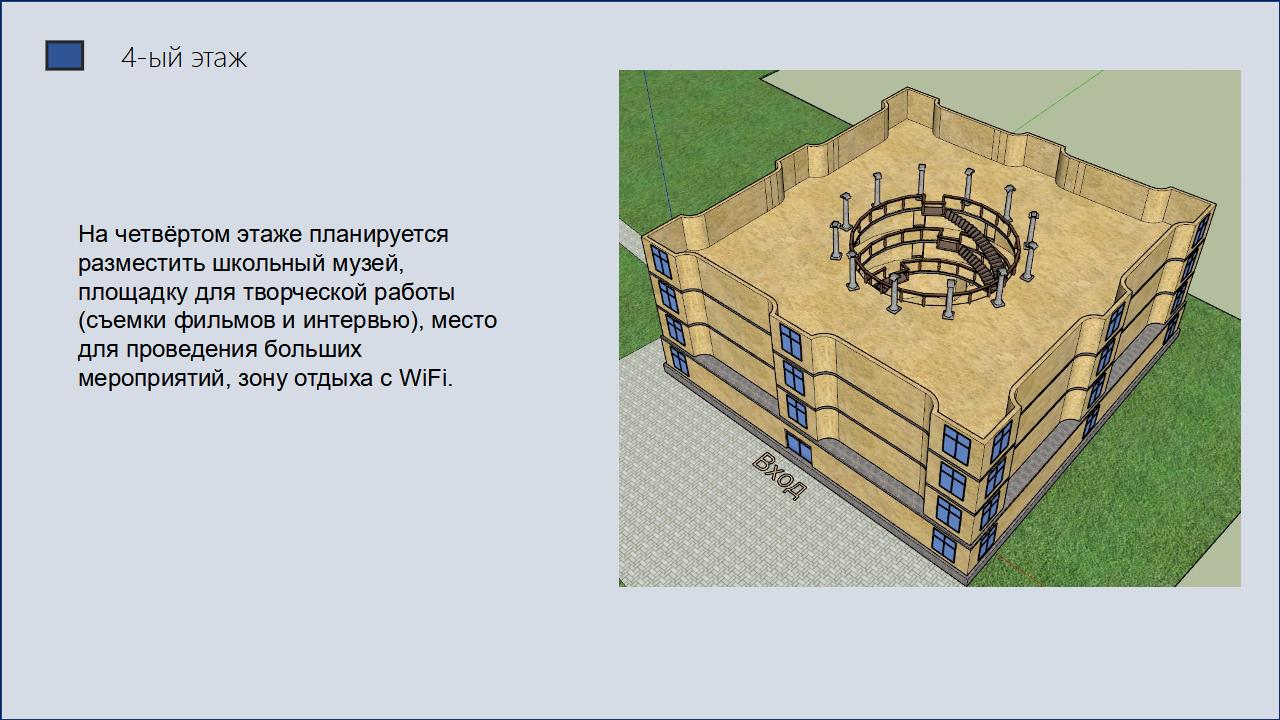 4-ый этаж
На четвёртом этаже планируется
разместить школьный музей,
площадку для творческой работы
(съемки фильмов и интервью), место
для проведения больших
мероприятий, зону отдыха с WiFi.
Вход